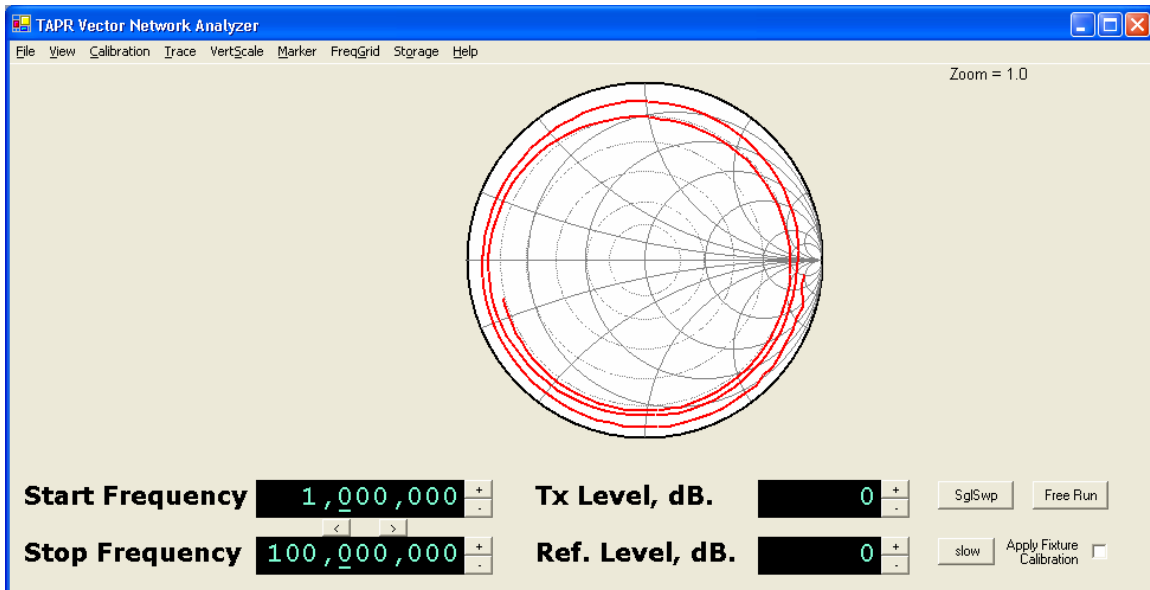 TAPR Vector Network Analyzer
File View Calibration Trace VertScale Marker FreqGrid Storage Help
Zoom = 1.0
Start Frequency 1,000,000 + - Tx Level, dB. 0 + - SglSwp Free Run
< >
Stop Frequency 100,000,000 + - Ref. Level, dB. 0 + - slow Apply Fixture
Calibration